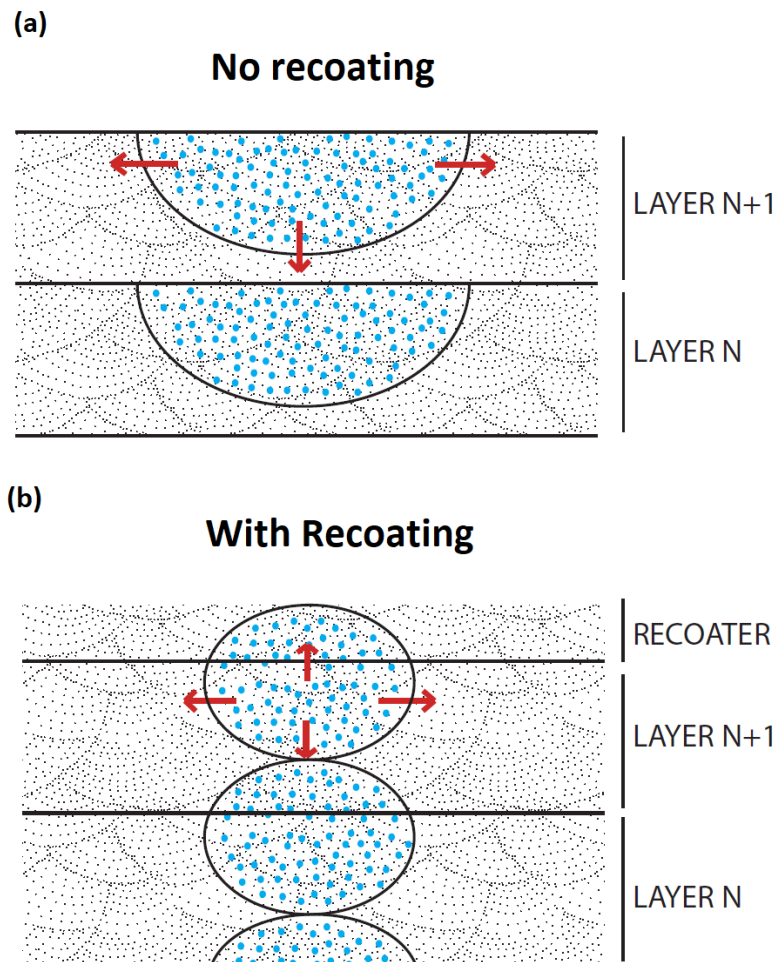 (a)
No recoating
LAYER N+1
LAYER N
(b)
With Recoating
RECOATER
LAYER N+1
LAYER N